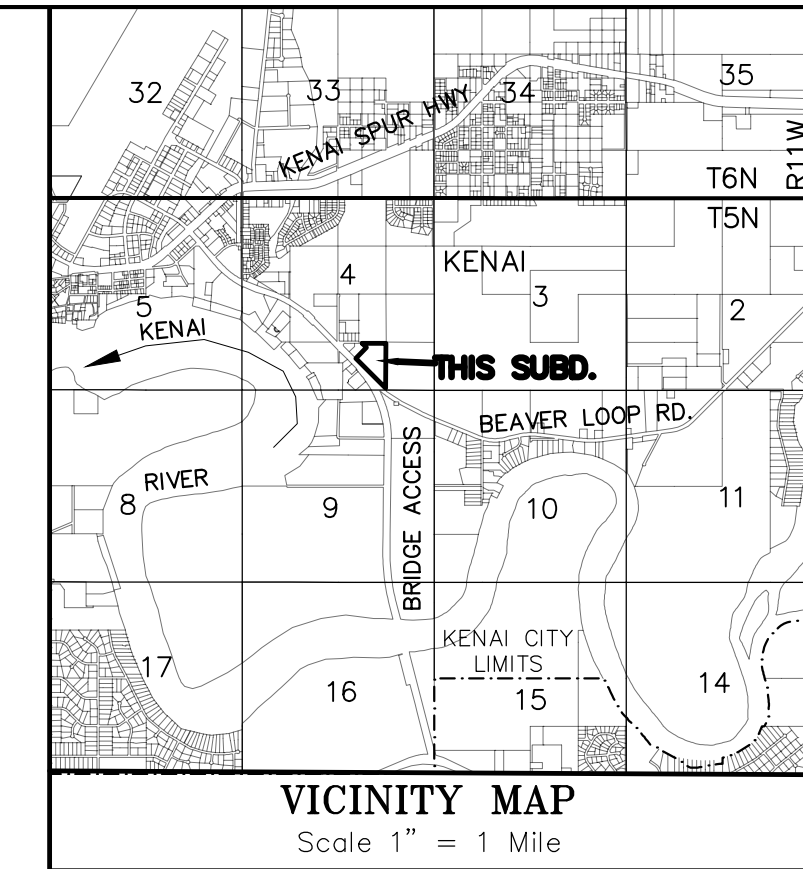 32
33
34
35
KENAI SPUR HWY
R11W
T6N
T5N
4
KENAI
3
2
5
KENAI
THIS SUBD.
BEAVER LOOP RD.
RIVER
8
9
BRIDGE ACCESS
10
11
KENAI CITY
LIMITS
17
16
15
14
VICINITY MAP
Scale 1" = 1 Mile